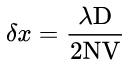 δx = λD / 2NV